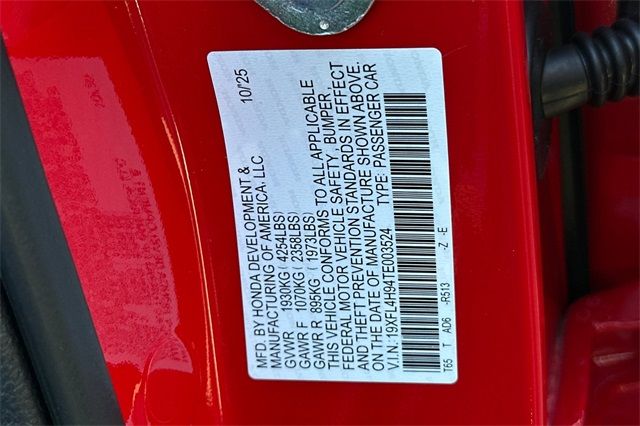 MFD. BY HONDA DEVELOPMENT & 10/25
MANUFACTURING OF AMERICA, LLC
GVWR 1930KG ( 4254LBS)
GAWR F 1070KG ( 2358LBS)
GAWR R 895KG ( 1973LBS)
THIS VEHICLE CONFORMS TO ALL APPLICABLE
FEDERAL MOTOR VEHICLE SAFETY, BUMPER,
AND THEFT PREVENTION STANDARDS IN EFFECT
ON THE DATE OF MANUFACTURE SHOWN ABOVE.
V.I.N.:19XFL4H94TE003524 TYPE: PASSENGER CAR
T65 T AD6 -R513 -Z -E